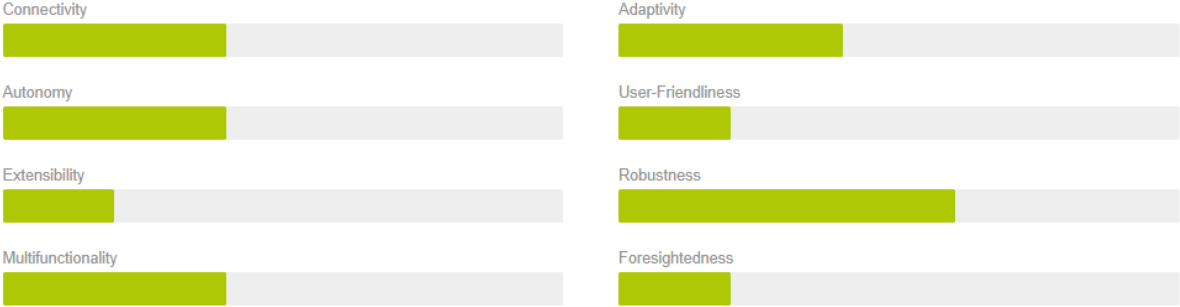 Connectivity
Adaptivity
Autonomy
User-Friendliness
Extensibility
Robustness
Multifunctionality
Foresightedness